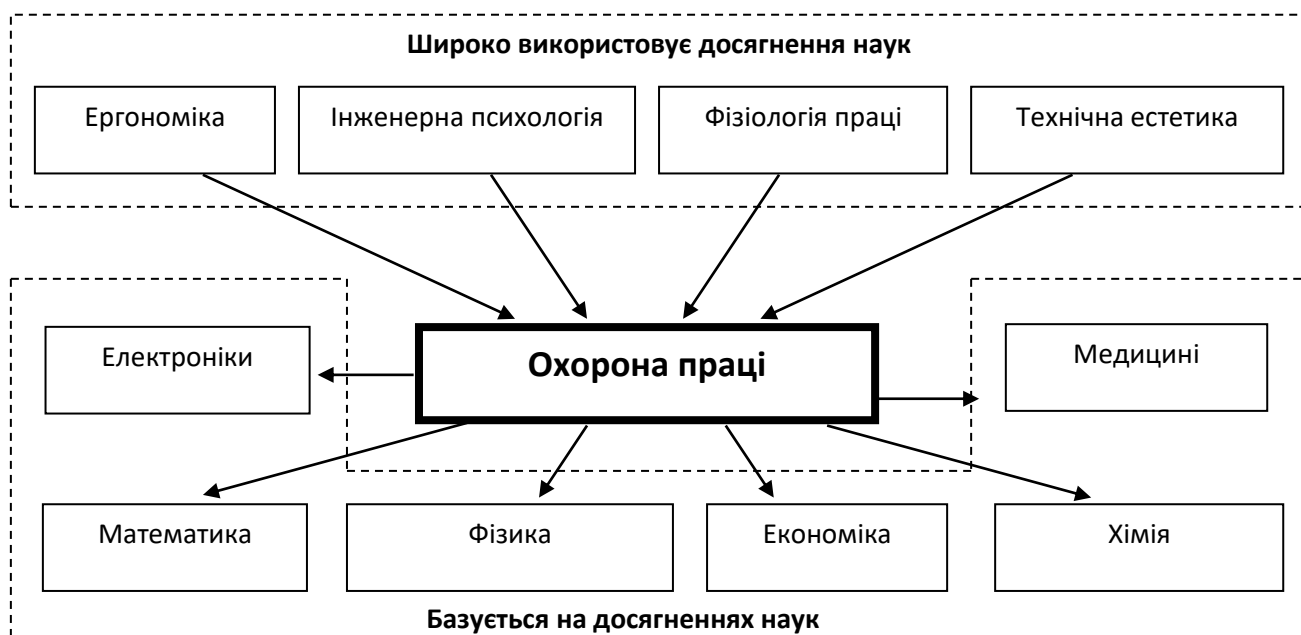 Широко використовує досягнення наук
Ергономіка
Інженерна психологія
Фізіологія праці
Технічна естетика
Електроніки
Охорона праці
Медицині
Математика
Фізика
Економіка
Хімія
Базується на досягненнях наук